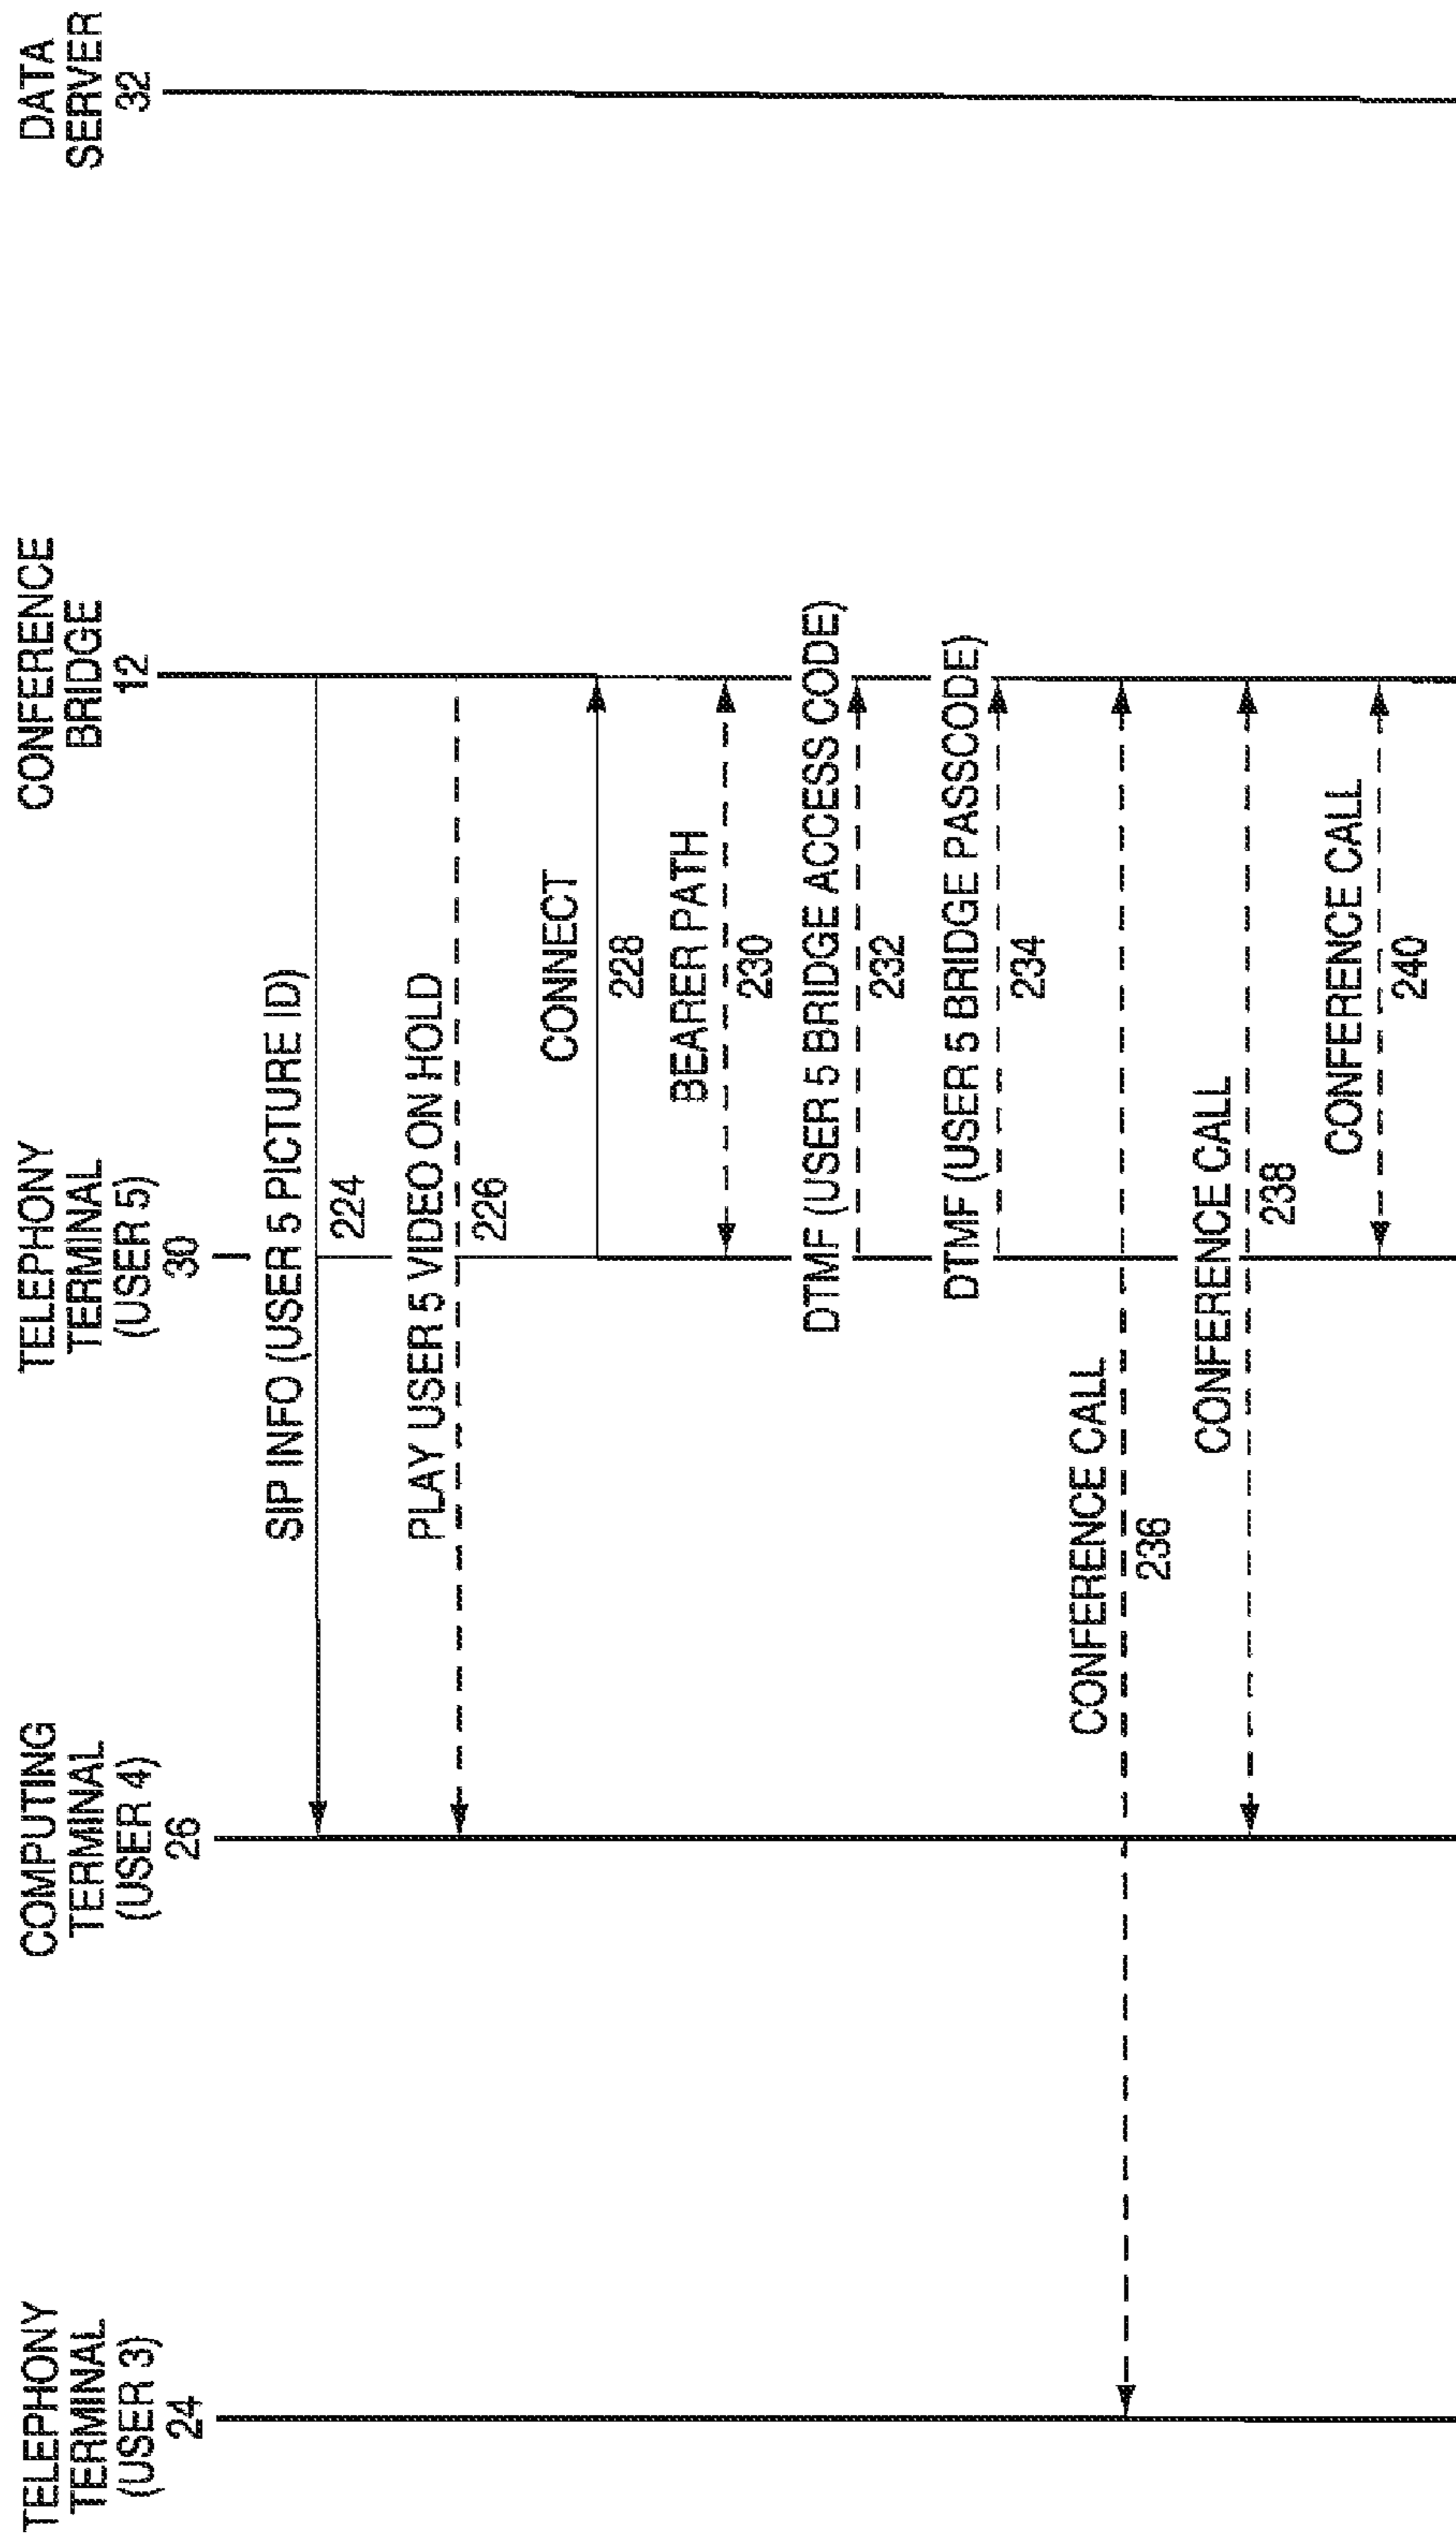 TELEPHONY
TERMINAL
(USER 3)
24
COMPUTING
TERMINAL
(USER 4)
26
TELEPHONY
TERMINAL
(USER 5)
30
CONFERENCE
BRIDGE
12
DATA
SERVER
32
SIP INFO (USER 5 PICTURE ID)
224
PLAY USER 5 VIDEO ON HOLD
226
CONNECT
228
BEARER PATH
230
DTMF (USER 5 BRIDGE ACCESS CODE)
232
DTMF (USER 5 BRIDGE PASSCODE)
234
CONFERENCE CALL
236
CONFERENCE CALL
238
CONFERENCE CALL
240